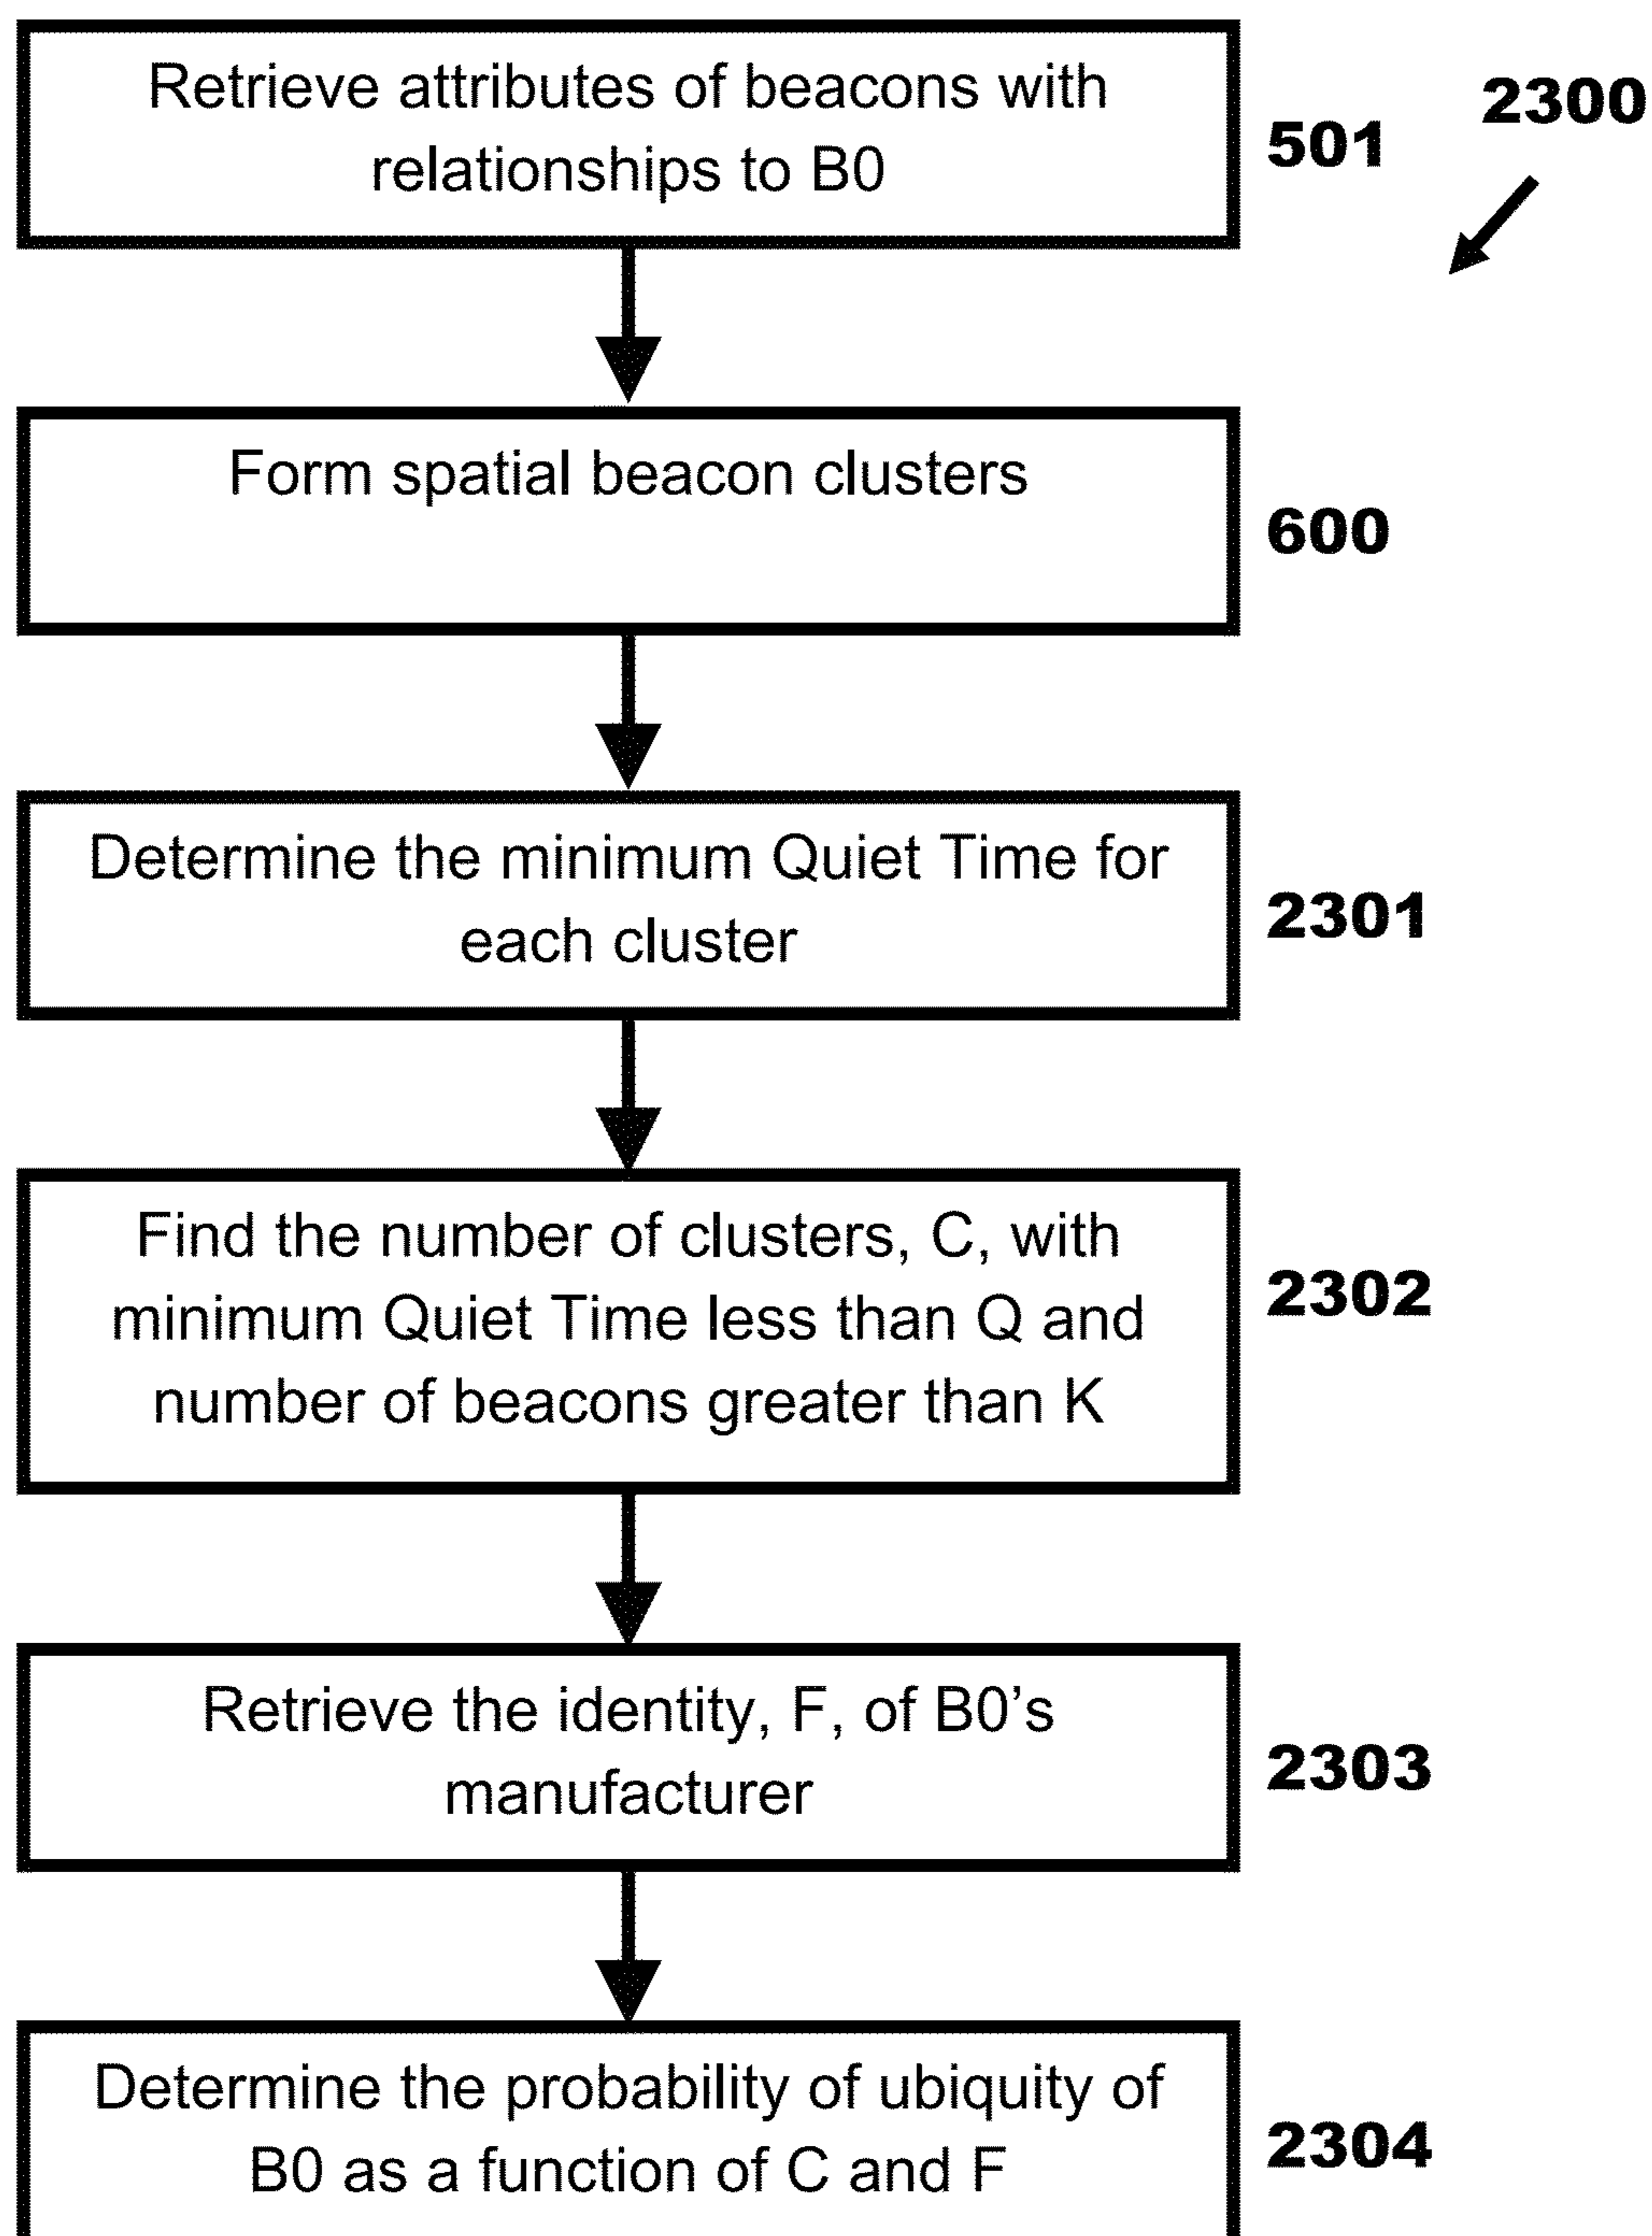 Retrieve attributes of beacons with
relationships to B0
501
2300
Form spatial beacon clusters
600
Determine the minimum Quiet Time for
each cluster
2301
Find the number of clusters, C, with
minimum Quiet Time less than Q and
number of beacons greater than K
2302
Retrieve the identity, F, of B0’s
manufacturer
2303
Determine the probability of ubiquity of
B0 as a function of C and F
2304